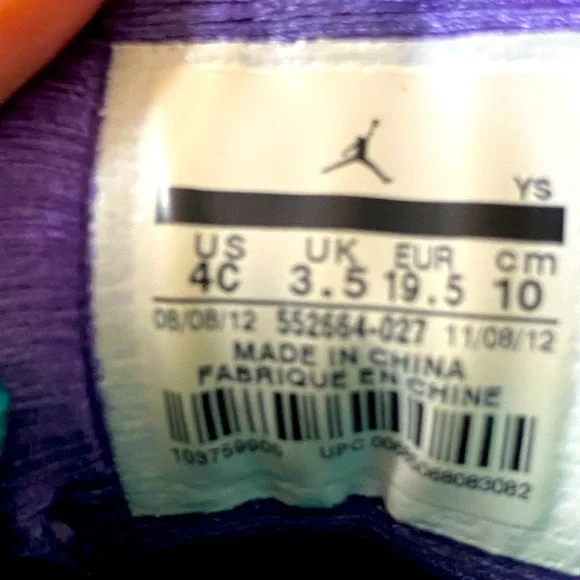 YS
US UK EUR cm
4C 3.5 19.5 10
08/08/12 552664-027 11/08/12
MADE IN CHINA
FABRIQUE EN CHINE
UPC